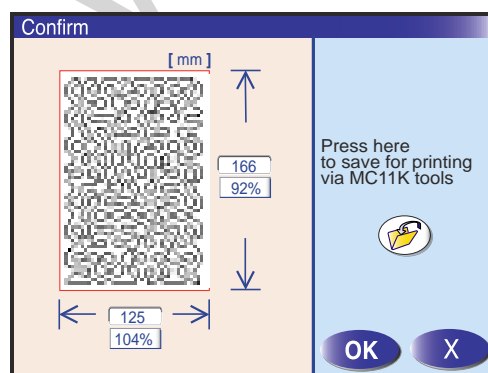 Confirm
[ mm ]
166
92%
125
104%
Press here
to save for printing
via MC11K tools
OK
X